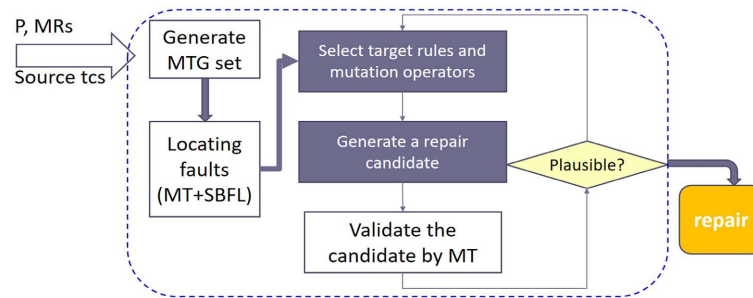 P, MRs
Source tcs
Generate
MTG set
Locating
faults
(MT+SBFL)
Select target rules and
mutation operators
Generate a repair
candidate
Validate the
candidate by MT
Plausible?
repair